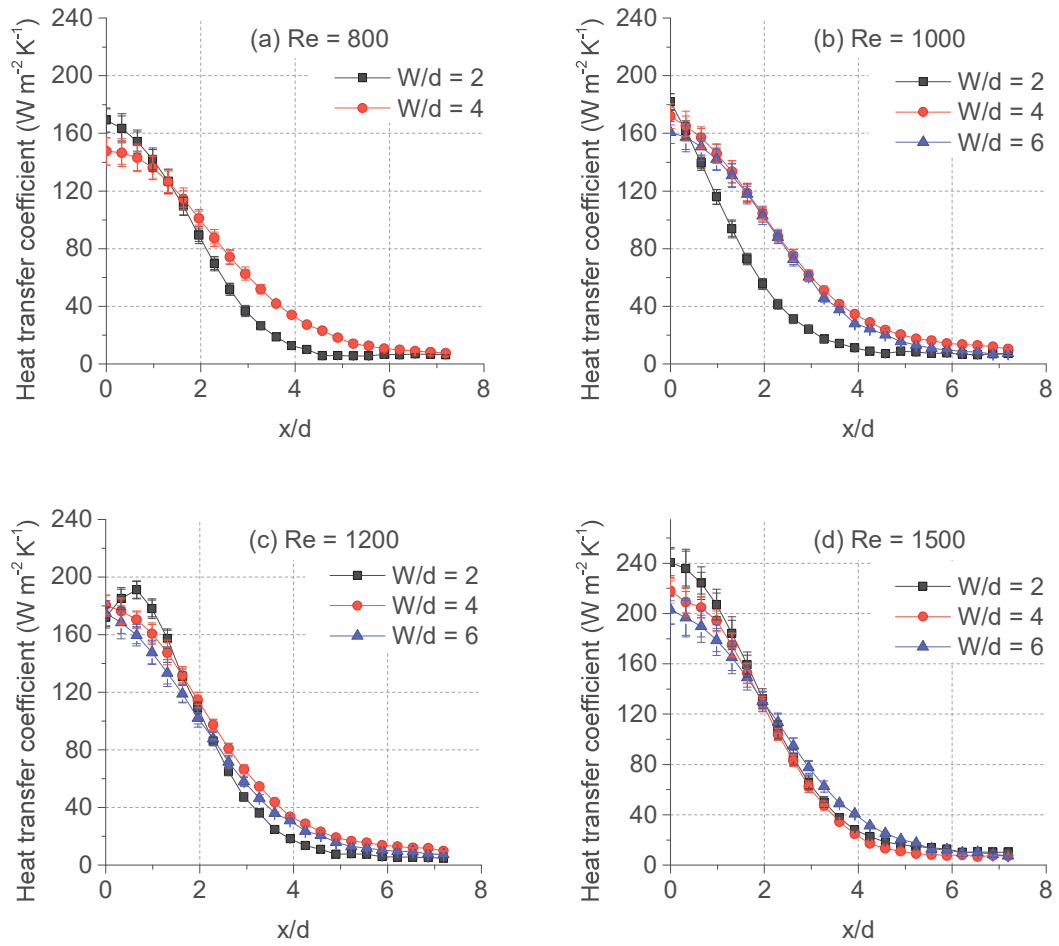 (a) Re = 800
W/d = 2
W/d = 4
Heat transfer coefficient (W m⁻² K⁻¹)
240
200
160
120
80
40
0
0 2 4 6 8
x/d
(b) Re = 1000
W/d = 2
W/d = 4
W/d = 6
Heat transfer coefficient (W m⁻² K⁻¹)
240
200
160
120
80
40
0
0 2 4 6 8
x/d
(c) Re = 1200
W/d = 2
W/d = 4
W/d = 6
Heat transfer coefficient (W m⁻² K⁻¹)
240
200
160
120
80
40
0
0 2 4 6 8
x/d
(d) Re = 1500
W/d = 2
W/d = 4
W/d = 6
Heat transfer coefficient (W m⁻² K⁻¹)
240
200
160
120
80
40
0
0 2 4 6 8
x/d